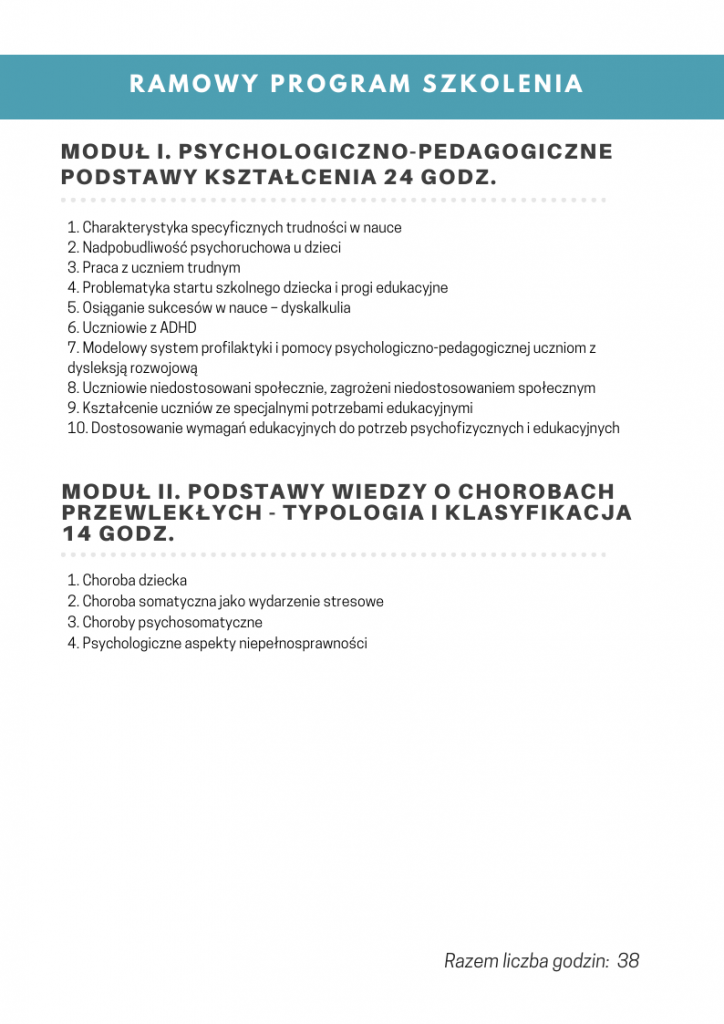 RAMOWY PROGRAM SZKOLENIA
MODUŁ I. PSYCHOLOGICZNO-PEDAGOGICZNE
PODSTAWY KSZTAŁCENIA 24 GODZ.
1. Charakterystyka specyficznych trudności w nauce
2. Nadpobudliwość psychoruchowa u dzieci
3. Praca z uczniem trudnym
4. Problematyka startu szkolnego dziecka i progi edukacyjne
5. Osiąganie sukcesów w nauce – dyskalkulia
6. Uczniowie z ADHD
7. Modelowy system profilaktyki i pomocy psychologiczno-pedagogicznej uczniom z
dysleksją rozwojową
8. Uczniowie niedostosowani społecznie, zagrożeni niedostosowaniem społecznym
9. Kształcenie uczniów ze specjalnymi potrzebami edukacyjnymi
10. Dostosowanie wymagań edukacyjnych do potrzeb psychofizycznych i edukacyjnych
MODUŁ II. PODSTAWY WIEDZY O CHOROBACH
PRZEWLEKŁYCH - TYPOLOGIA I KLASYFIKACJA
14 GODZ.
1. Choroba dziecka
2. Choroba somatyczna jako wydarzenie stresowe
3. Choroby psychosomatyczne
4. Psychologiczne aspekty niepełnosprawności
Razem liczba godzin: 38